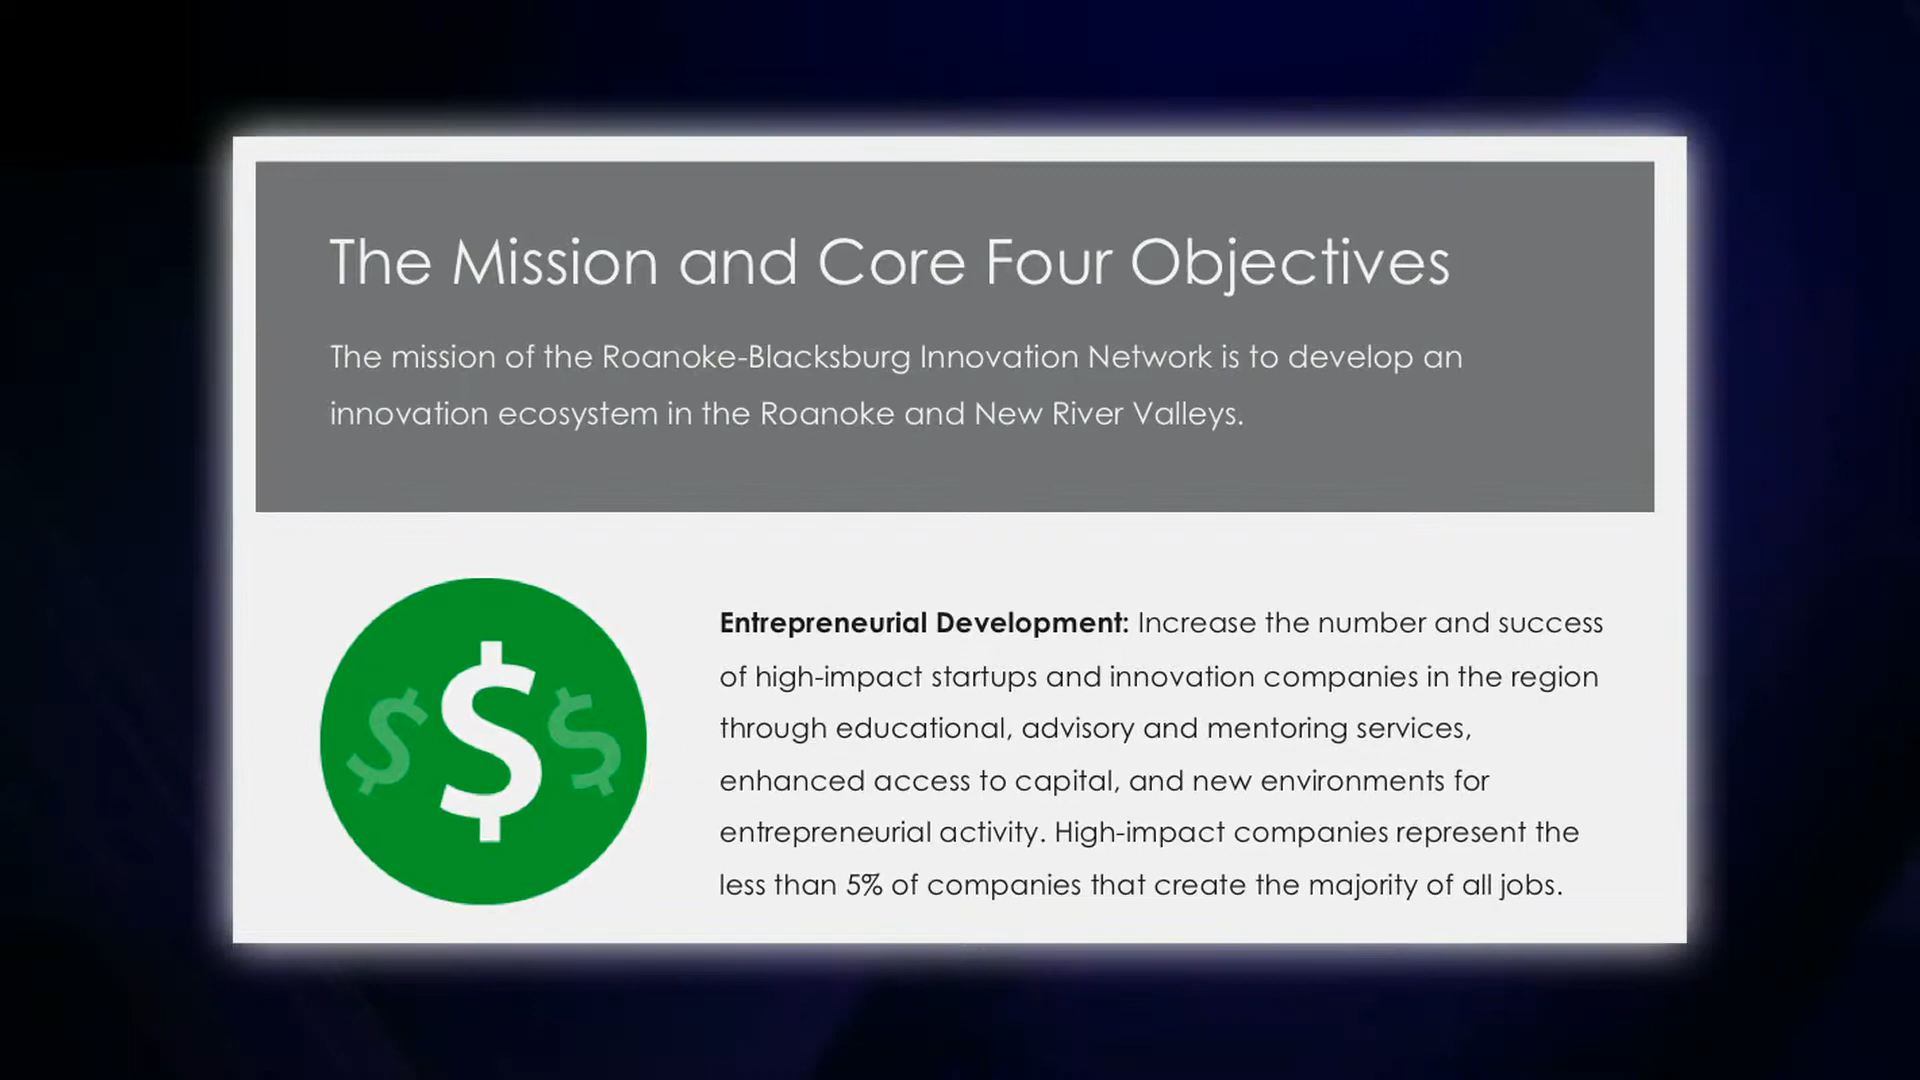 The Mission and Core Four Objectives
The mission of the Roanoke-Blacksburg Innovation Network is to develop an
innovation ecosystem in the Roanoke and New River Valleys.
$ $ $
Entrepreneurial Development: Increase the number and success
of high-impact startups and innovation companies in the region
through educational, advisory and mentoring services,
enhanced access to capital, and new environments for
entrepreneurial activity. High-impact companies represent the
less than 5% of companies that create the majority of all jobs.